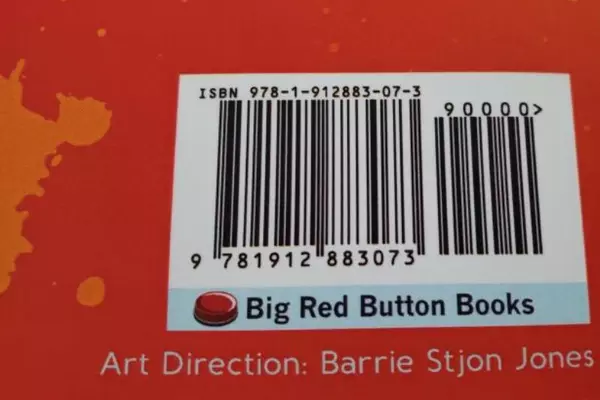 ISBN 978-1-912883-07-3
90000>
9 781912 883073
Big Red Button Books
Art Direction: Barrie Stjon Jones